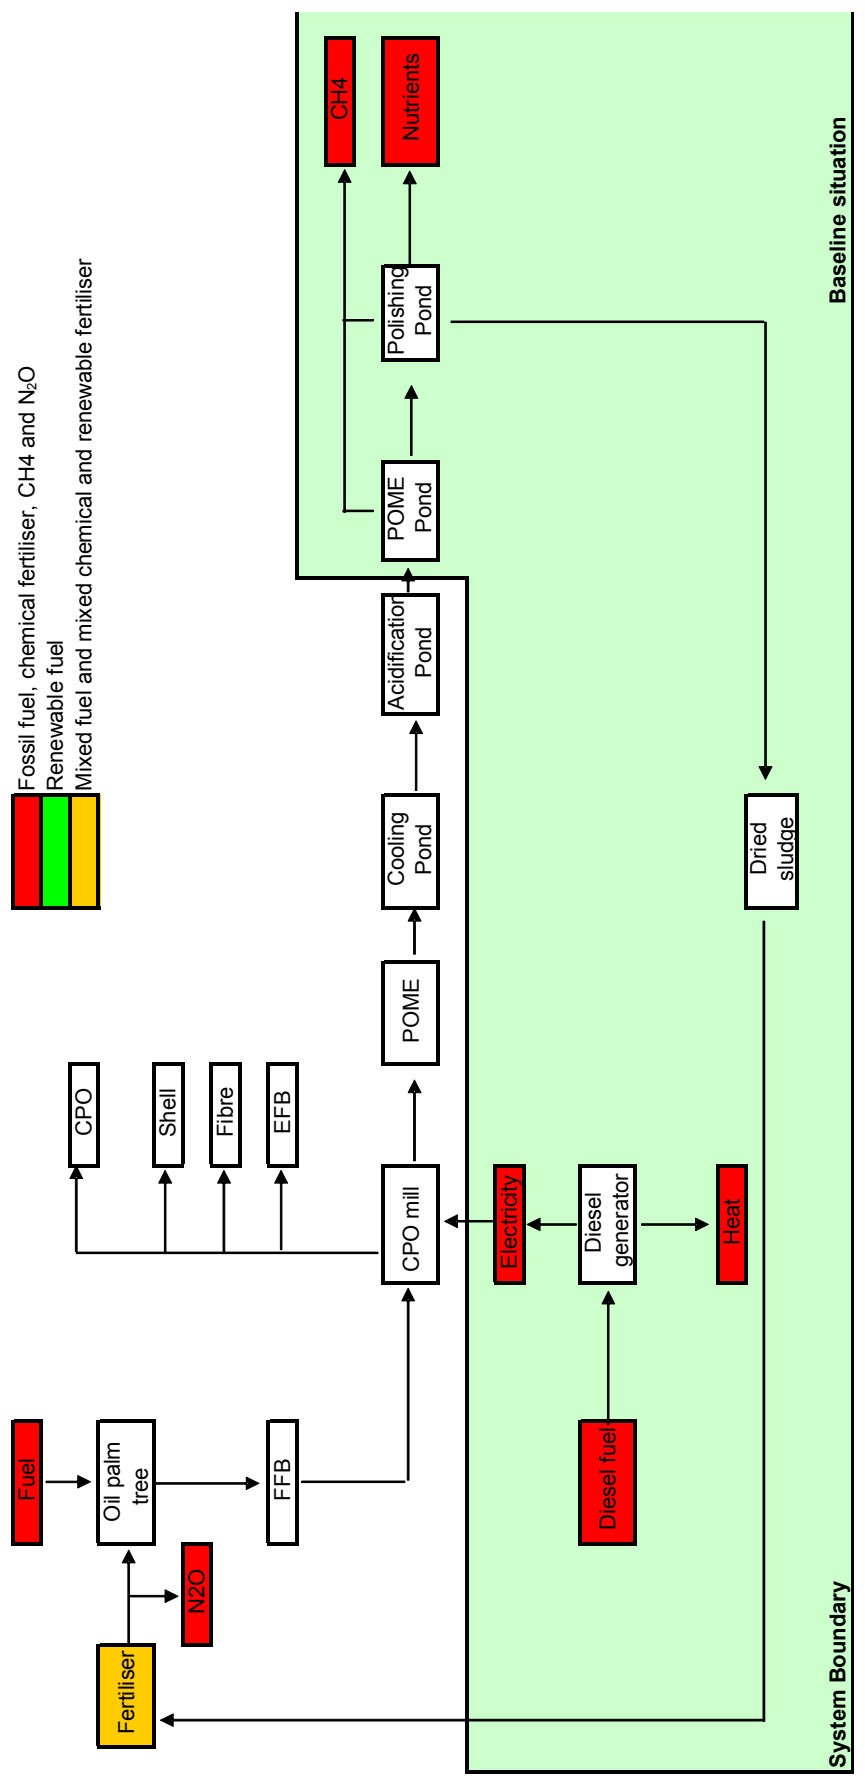 Fossil fuel, chemical fertiliser, CH4 and N₂O
Renewable fuel
Mixed fuel and mixed chemical and renewable fertiliser
Fuel
Fertiliser
N2O
Oil palm
tree
FFB
CPO
Shell
Fibre
EFB
CPO mill
POME
Cooling
Pond
Acidification
Pond
POME
Pond
Polishing
Pond
CH4
Nutrients
Electricity
Diesel fuel
Diesel
generator
Heat
Dried
sludge
System Boundary
Baseline situation